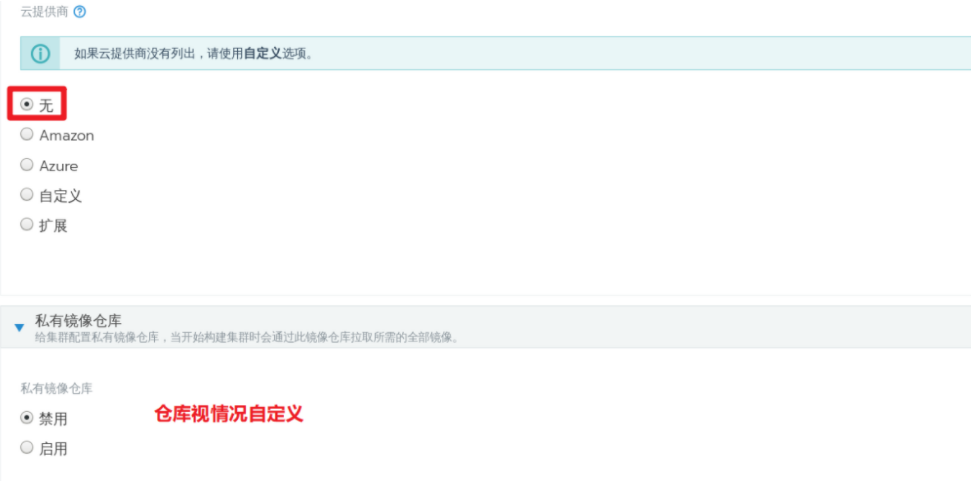 云提供商
如果云提供商没有列出，请使用自定义选项。
无
Amazon
Azure
自定义
扩展
私有镜像仓库
给集群配置私有镜像仓库，当开始构建集群时会通过此镜像仓库拉取所需的全部镜像。
私有镜像仓库
禁用
仓库视情况自定义
启用